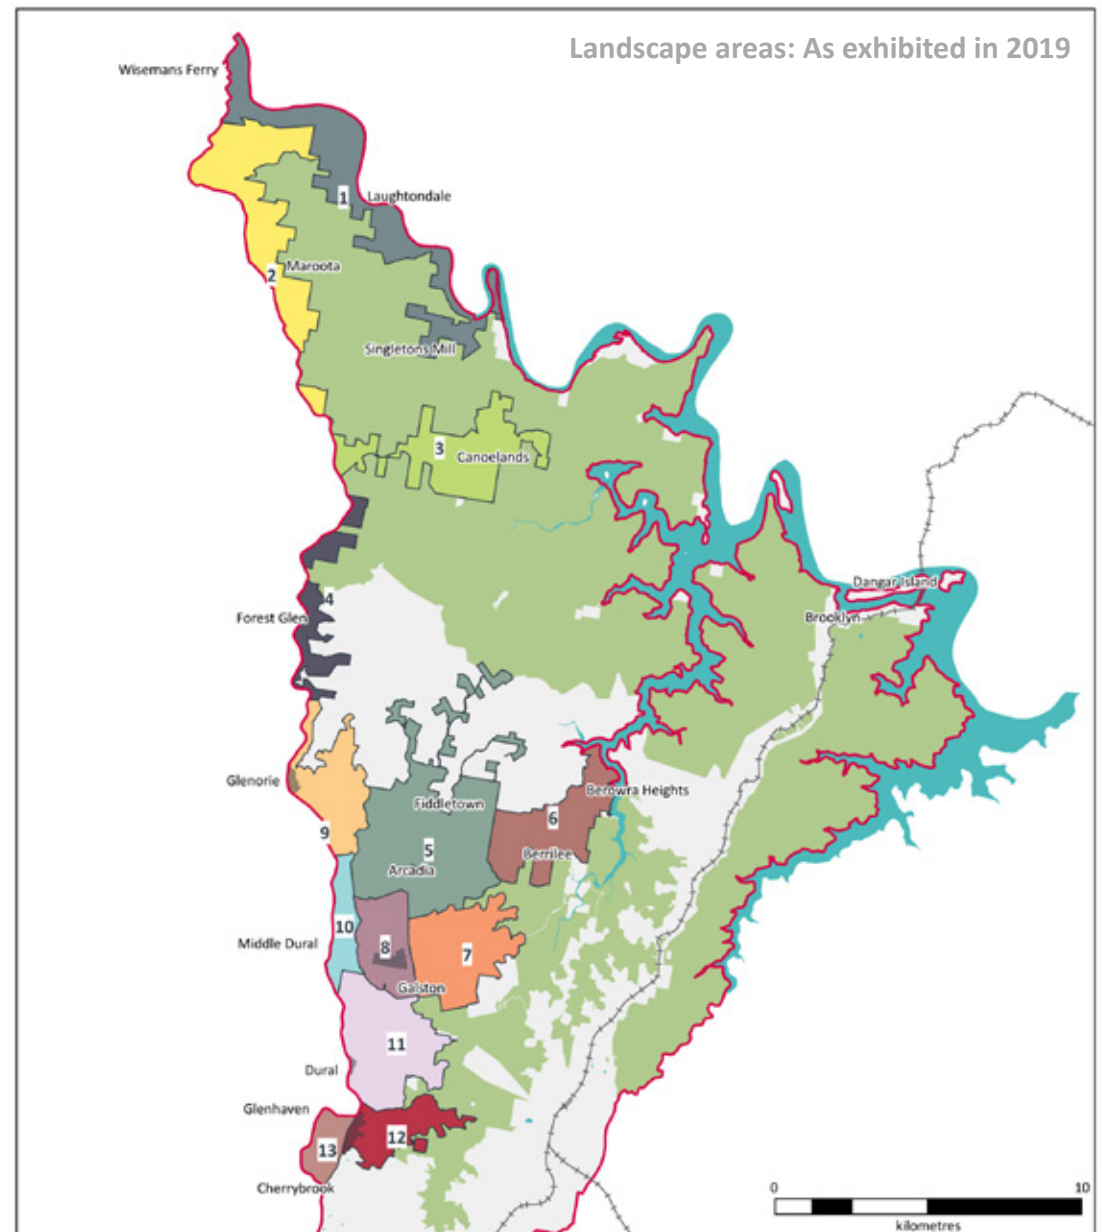 Landscape areas: As exhibited in 2019
Wisemans Ferry
1
Laughtondale
2
Maroota
Singletons Mill
3
Canoelands
Dangar Island
4
Forest Glen
Brooklyn
Glenorie
Berowra Heights
Fiddletown
6
9
5
Berrilee
Arcadia
10
Middle Dural
8
7
Galston
11
Dural
Glenhaven
12
13
Cherrybrook
0
10
kilometres